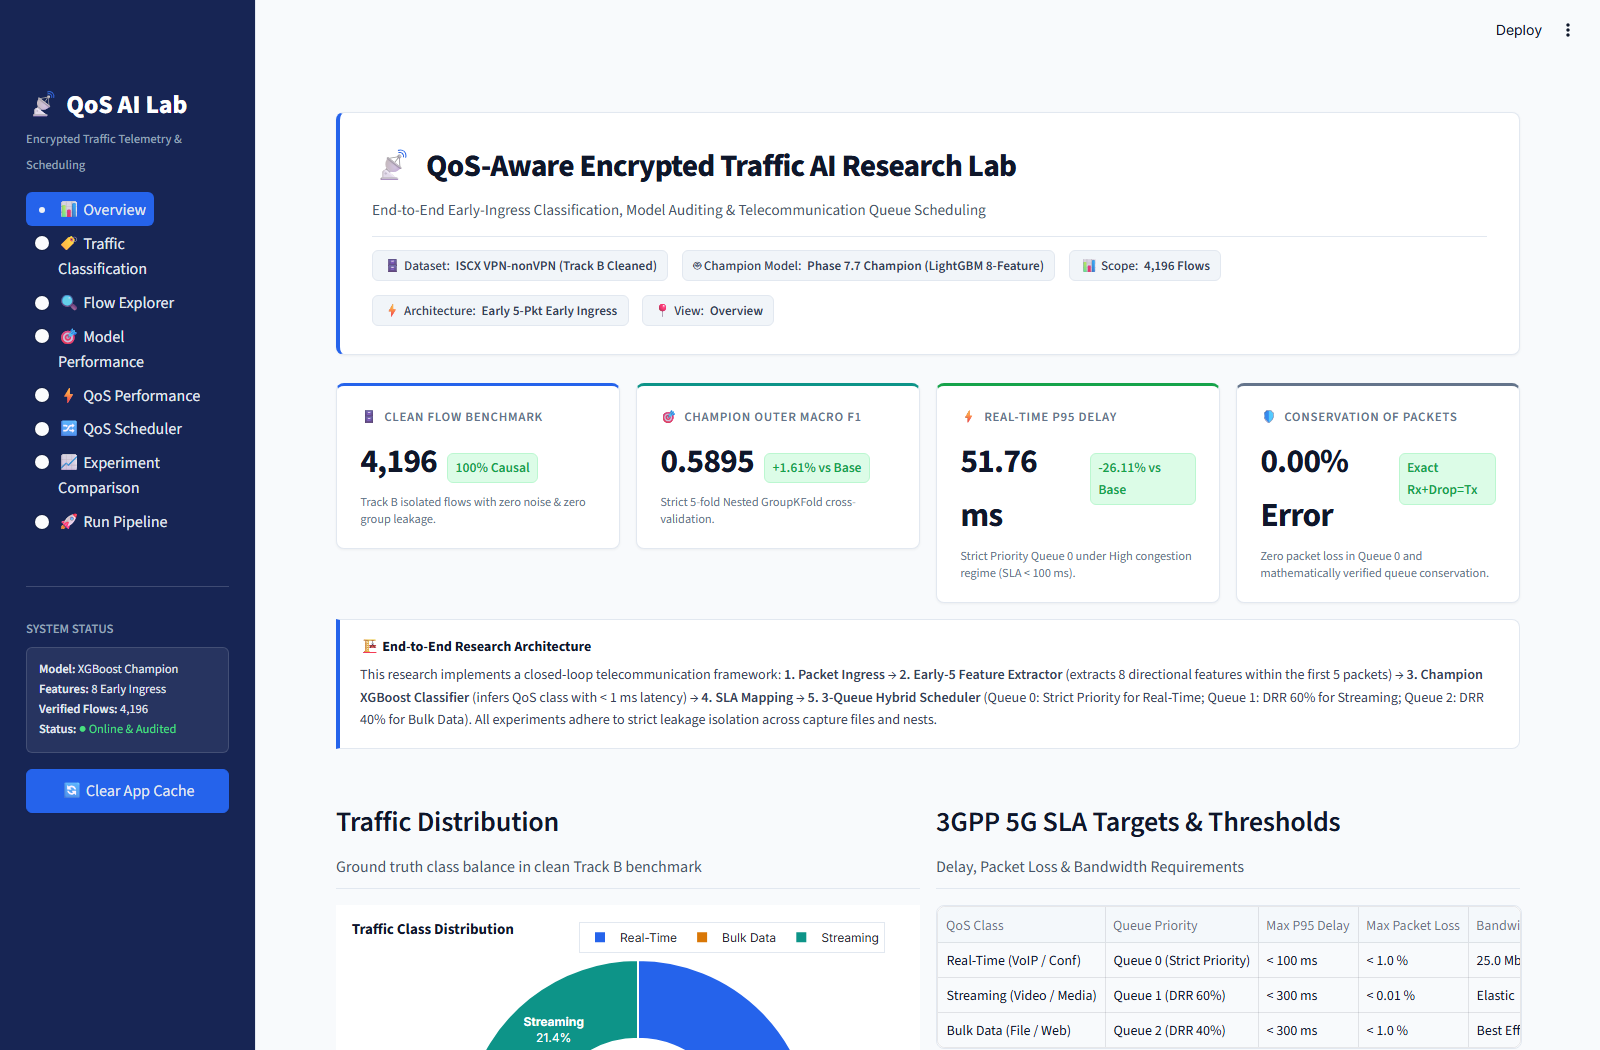 Deploy
QoS AI Lab
Encrypted Traffic Telemetry &
Scheduling
Overview
Traffic
Classification
Flow Explorer
Model
Performance
QoS Performance
QoS Scheduler
Experiment
Comparison
Run Pipeline
SYSTEM STATUS
Model: XGBoost Champion
Features: 8 Early Ingress
Verified Flows: 4,196
Status: ● Online & Audited
Clear App Cache
QoS-Aware Encrypted Traffic AI Research Lab
End-to-End Early-Ingress Classification, Model Auditing & Telecommunication Queue Scheduling
Dataset: ISCX VPN-nonVPN (Track B Cleaned)
Champion Model: Phase 7.7 Champion (LightGBM 8-Feature)
Scope: 4,196 Flows
Architecture: Early 5-Pkt Early Ingress
View: Overview
CLEAN FLOW BENCHMARK
4,196
100% Causal
Track B isolated flows with zero noise & zero
group leakage.
CHAMPION OUTER MACRO F1
0.5895
+1.61% vs Base
Strict 5-fold Nested GroupKFold cross-
validation.
REAL-TIME P95 DELAY
51.76
ms
-26.11% vs
Base
Strict Priority Queue 0 under High congestion
regime (SLA < 100 ms).
CONSERVATION OF PACKETS
0.00%
Error
Exact
Rx+Drop=Tx
Zero packet loss in Queue 0 and
mathematically verified queue conservation.
End-to-End Research Architecture
This research implements a closed-loop telecommunication framework: 1. Packet Ingress → 2. Early-5 Feature Extractor (extracts 8 directional features within the first 5 packets) → 3. Champion
XGBoost Classifier (infers QoS class with < 1 ms latency) → 4. SLA Mapping → 5. 3-Queue Hybrid Scheduler (Queue 0: Strict Priority for Real-Time; Queue 1: DRR 60% for Streaming; Queue 2: DRR
40% for Bulk Data). All experiments adhere to strict leakage isolation across capture files and nests.
Traffic Distribution
Ground truth class balance in clean Track B benchmark
Traffic Class Distribution
Real-Time
Bulk Data
Streaming
Streaming
21.4%
3GPP 5G SLA Targets & Thresholds
Delay, Packet Loss & Bandwidth Requirements
QoS Class Queue Priority Max P95 Delay Max Packet Loss Bandwi
Real-Time (VoIP / Conf) Queue 0 (Strict Priority) < 100 ms < 1.0 % 25.0 Mb
Streaming (Video / Media) Queue 1 (DRR 60%) < 300 ms < 0.01 % Elastic
Bulk Data (File / Web) Queue 2 (DRR 40%) < 300 ms < 1.0 % Best Eff